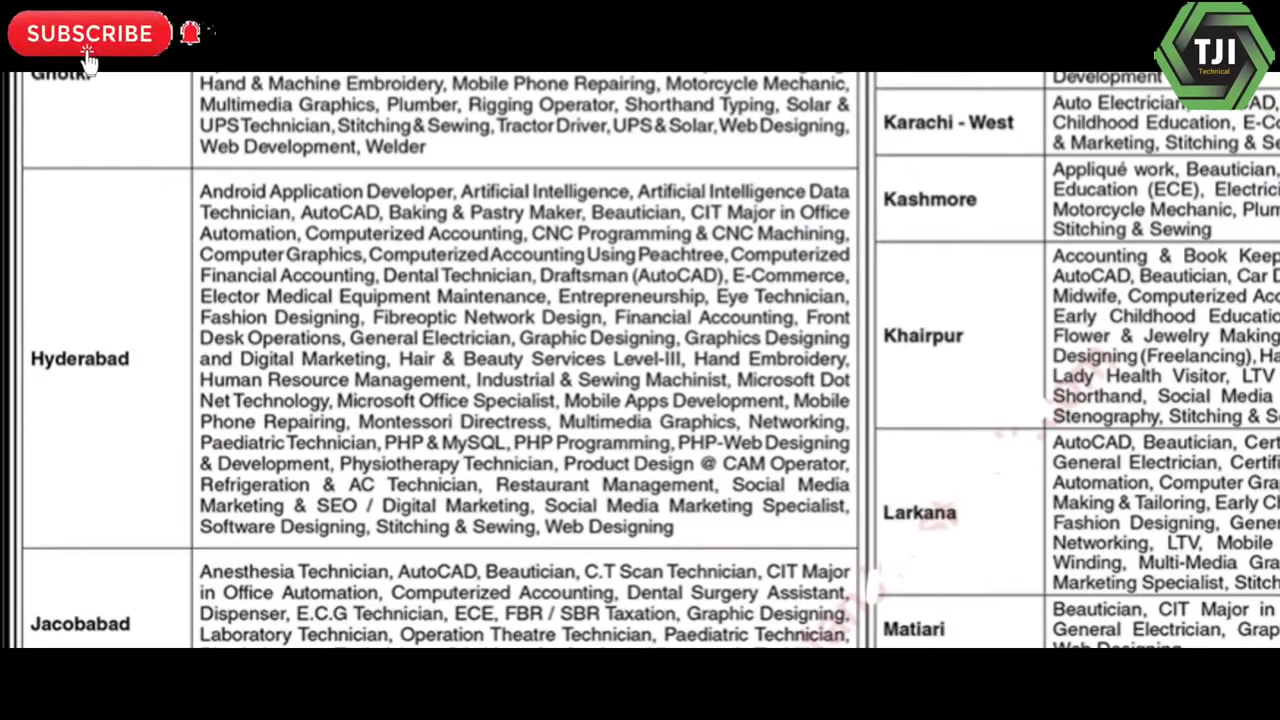 SUBSCRIBE
TJI
Technical
Ghotki
Hand & Machine Embroidery, Mobile Phone Repairing, Motorcycle Mechanic,
Multimedia Graphics, Plumber, Rigging Operator, Shorthand Typing, Solar &
UPS Technician, Stitching & Sewing, Tractor Driver, UPS & Solar, Web Designing,
Web Development, Welder
Hyderabad
Android Application Developer, Artificial Intelligence, Artificial Intelligence Data
Technician, AutoCAD, Baking & Pastry Maker, Beautician, CIT Major in Office
Automation, Computerized Accounting, CNC Programming & CNC Machining,
Computer Graphics, Computerized Accounting Using Peachtree, Computerized
Financial Accounting, Dental Technician, Draftsman (AutoCAD), E-Commerce,
Elector Medical Equipment Maintenance, Entrepreneurship, Eye Technician,
Fashion Designing, Fibreoptic Network Design, Financial Accounting, Front
Desk Operations, General Electrician, Graphic Designing, Graphics Designing
and Digital Marketing, Hair & Beauty Services Level-III, Hand Embroidery,
Human Resource Management, Industrial & Sewing Machinist, Microsoft Dot
Net Technology, Microsoft Office Specialist, Mobile Apps Development, Mobile
Phone Repairing, Montessori Directress, Multimedia Graphics, Networking,
Paediatric Technician, PHP & MySQL, PHP Programming, PHP-Web Designing
& Development, Physiotherapy Technician, Product Design @ CAM Operator,
Refrigeration & AC Technician, Restaurant Management, Social Media
Marketing & SEO / Digital Marketing, Social Media Marketing Specialist,
Software Designing, Stitching & Sewing, Web Designing
Jacobabad
Anesthesia Technician, AutoCAD, Beautician, C.T Scan Technician, CIT Major
in Office Automation, Computerized Accounting, Dental Surgery Assistant,
Dispenser, E.C.G Technician, ECE, FBR / SBR Taxation, Graphic Designing,
Laboratory Technician, Operation Theatre Technician, Paediatric Technician,
Development
Karachi - West
Auto Electrician, AD,
Childhood Education, E-Co
& Marketing, Stitching & Se
Kashmore
Appliqué work, Beautician,
Education (ECE), Electrici
Motorcycle Mechanic, Plum
Stitching & Sewing
Khairpur
Accounting & Book Keep
AutoCAD, Beautician, Car D
Midwife, Computerized Acc
Early Childhood Educatio
Flower & Jewelry Making
Designing (Freelancing), Ha
Lady Health Visitor, LTV
Shorthand, Social Media
Stenography, Stitching & S
Larkana
AutoCAD, Beautician, Cert
General Electrician, Certifi
Automation, Computer Gra
Making & Tailoring, Early Ch
Fashion Designing, Gener
Networking, LTV, Mobile
Winding, Multi-Media Gra
Marketing Specialist, Stitch
Matiari
Beautician, CIT Major in
General Electrician, Grap
Web Designing